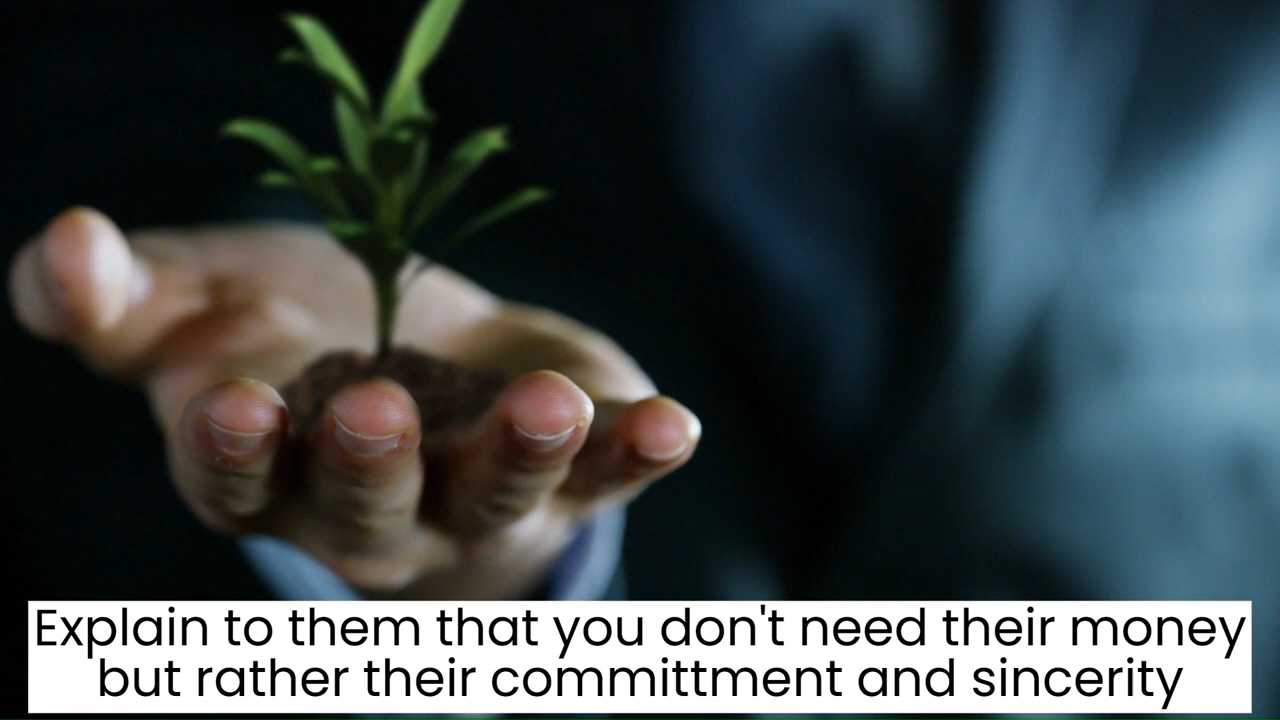 Explain to them that you don't need their money
but rather their committment and sincerity